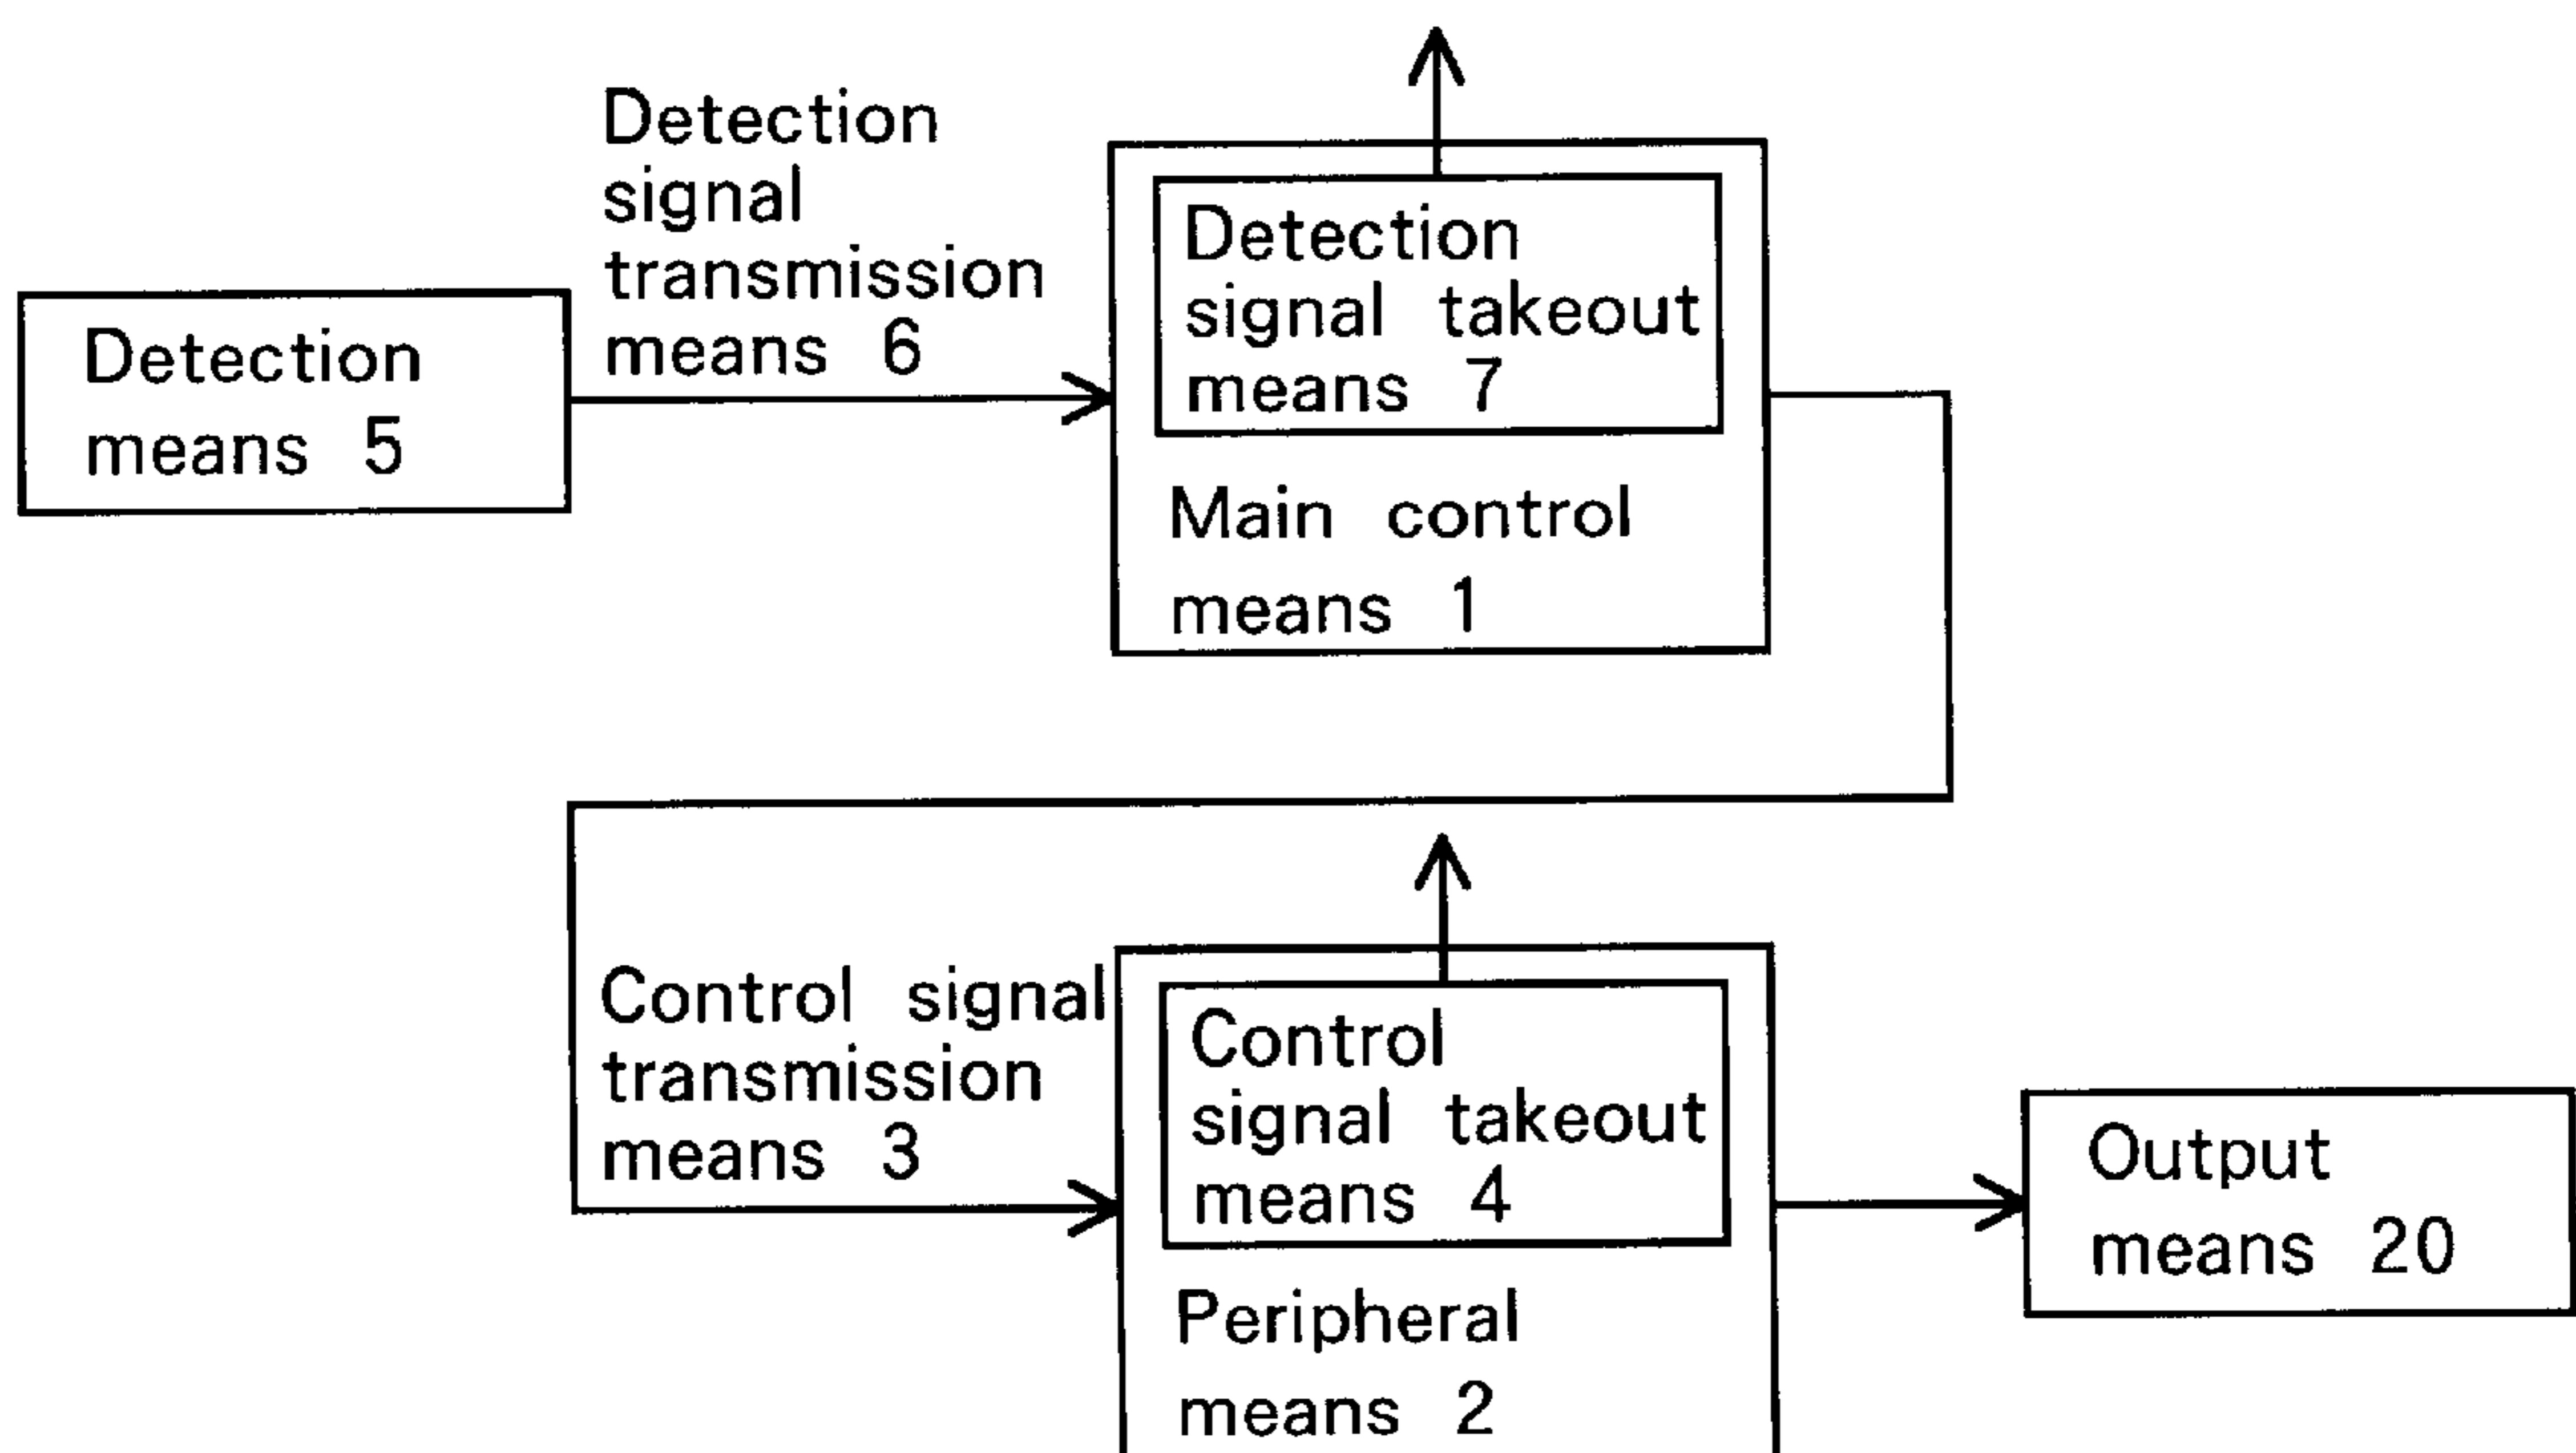 Detection
signal
transmission
means 6
Detection
means 5
Detection
signal takeout
means 7
Main control
means 1
Control signal
transmission
means 3
Control
signal takeout
means 4
Peripheral
means 2
Output
means 20